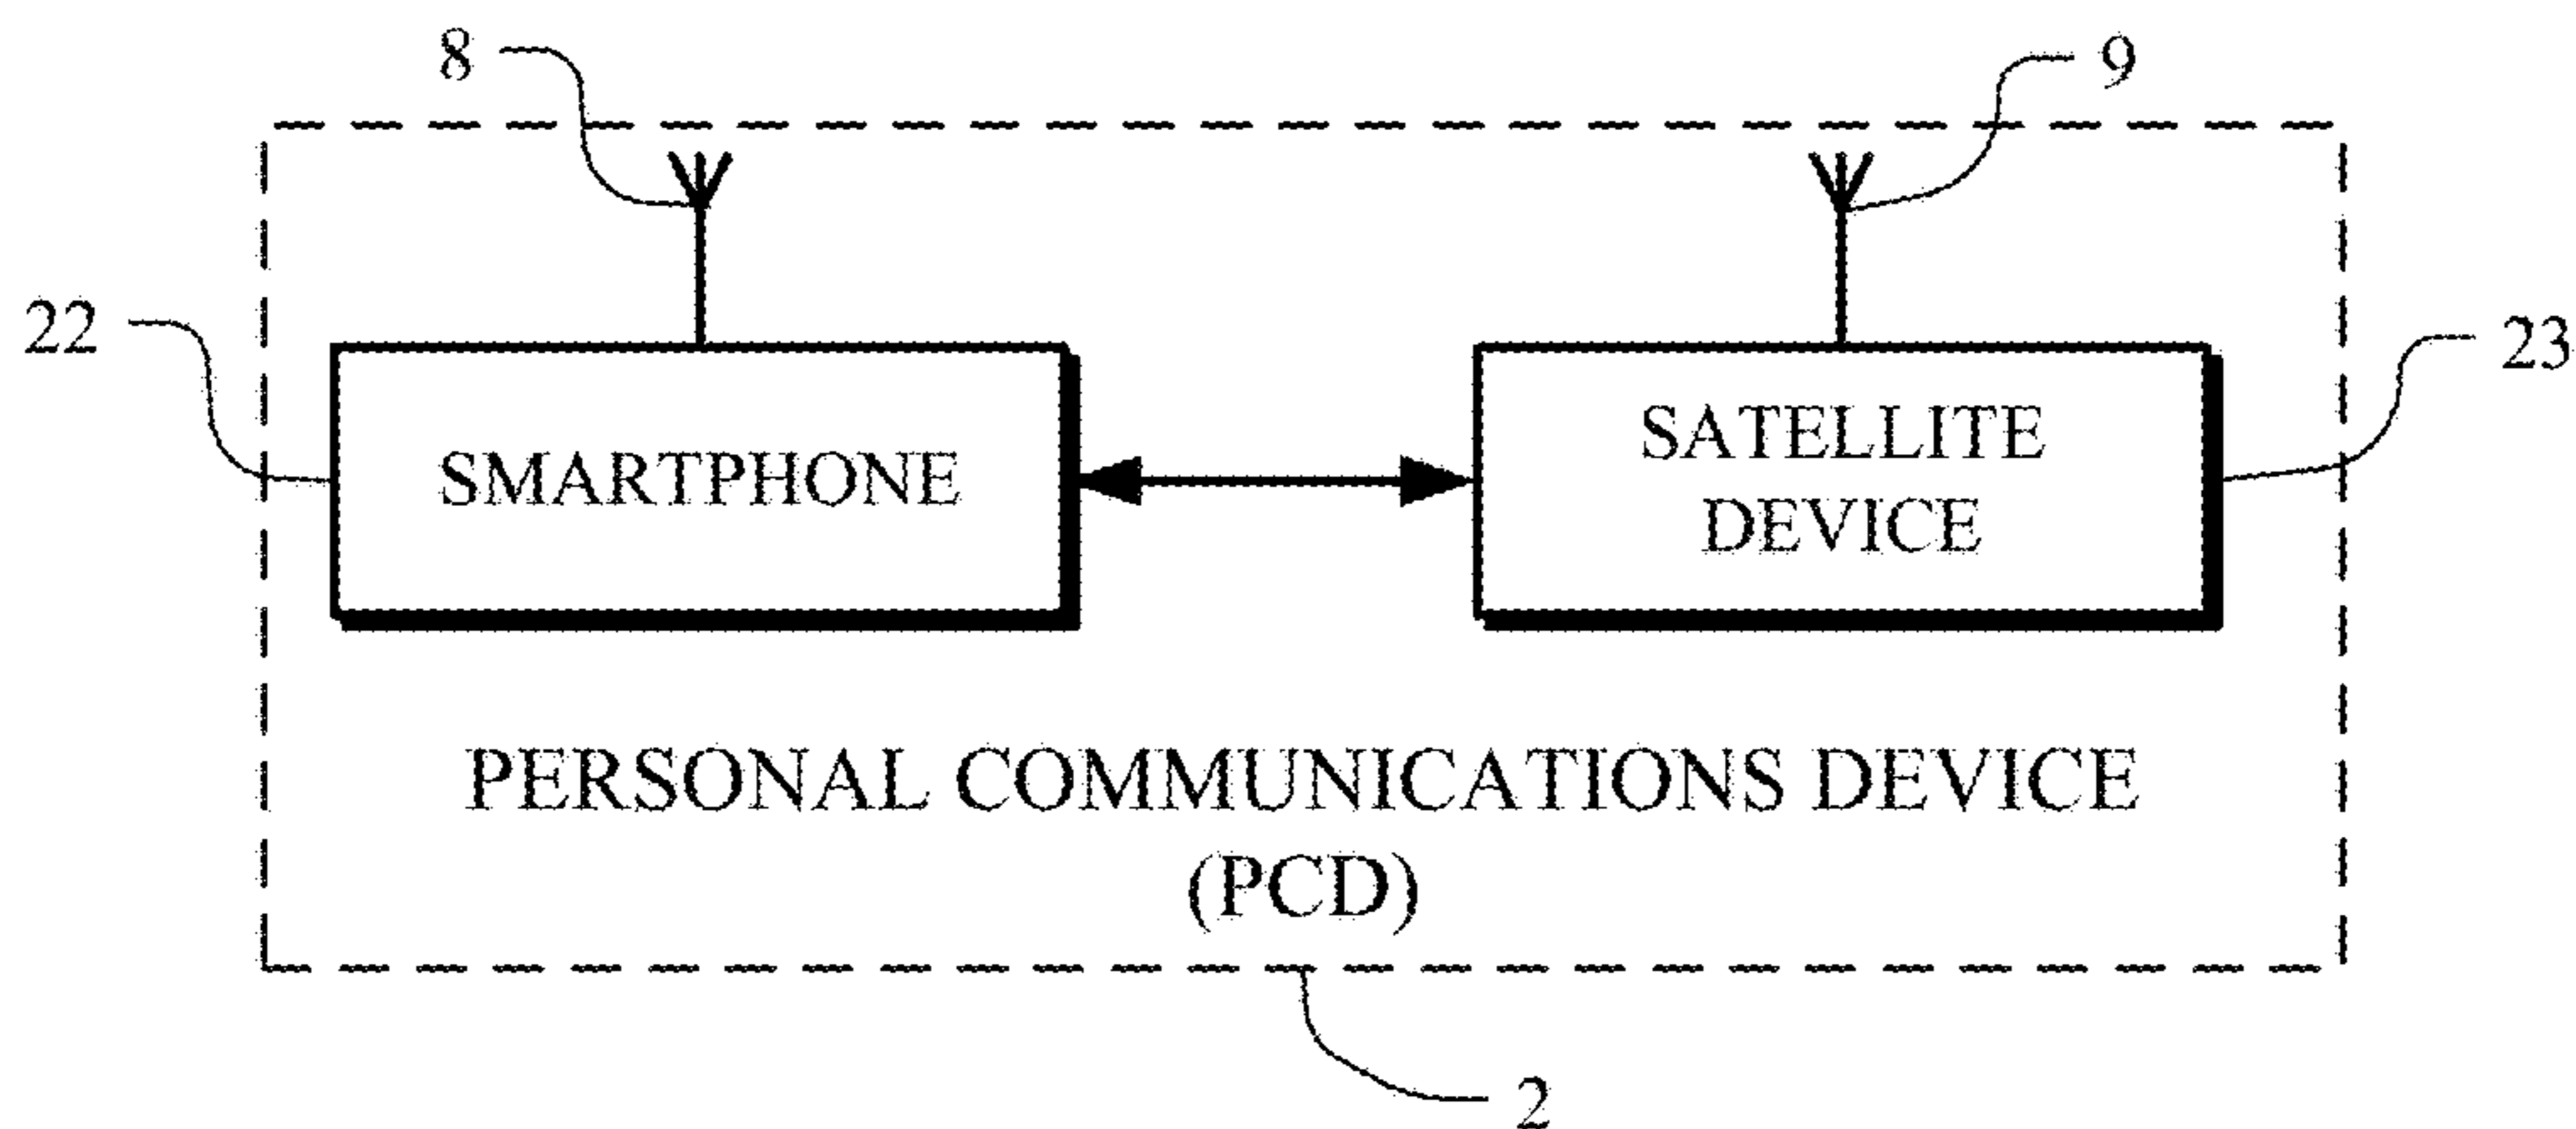 8
9
22
23
SMARTPHONE
SATELLITE
DEVICE
PERSONAL COMMUNICATIONS DEVICE
(PCD)
2